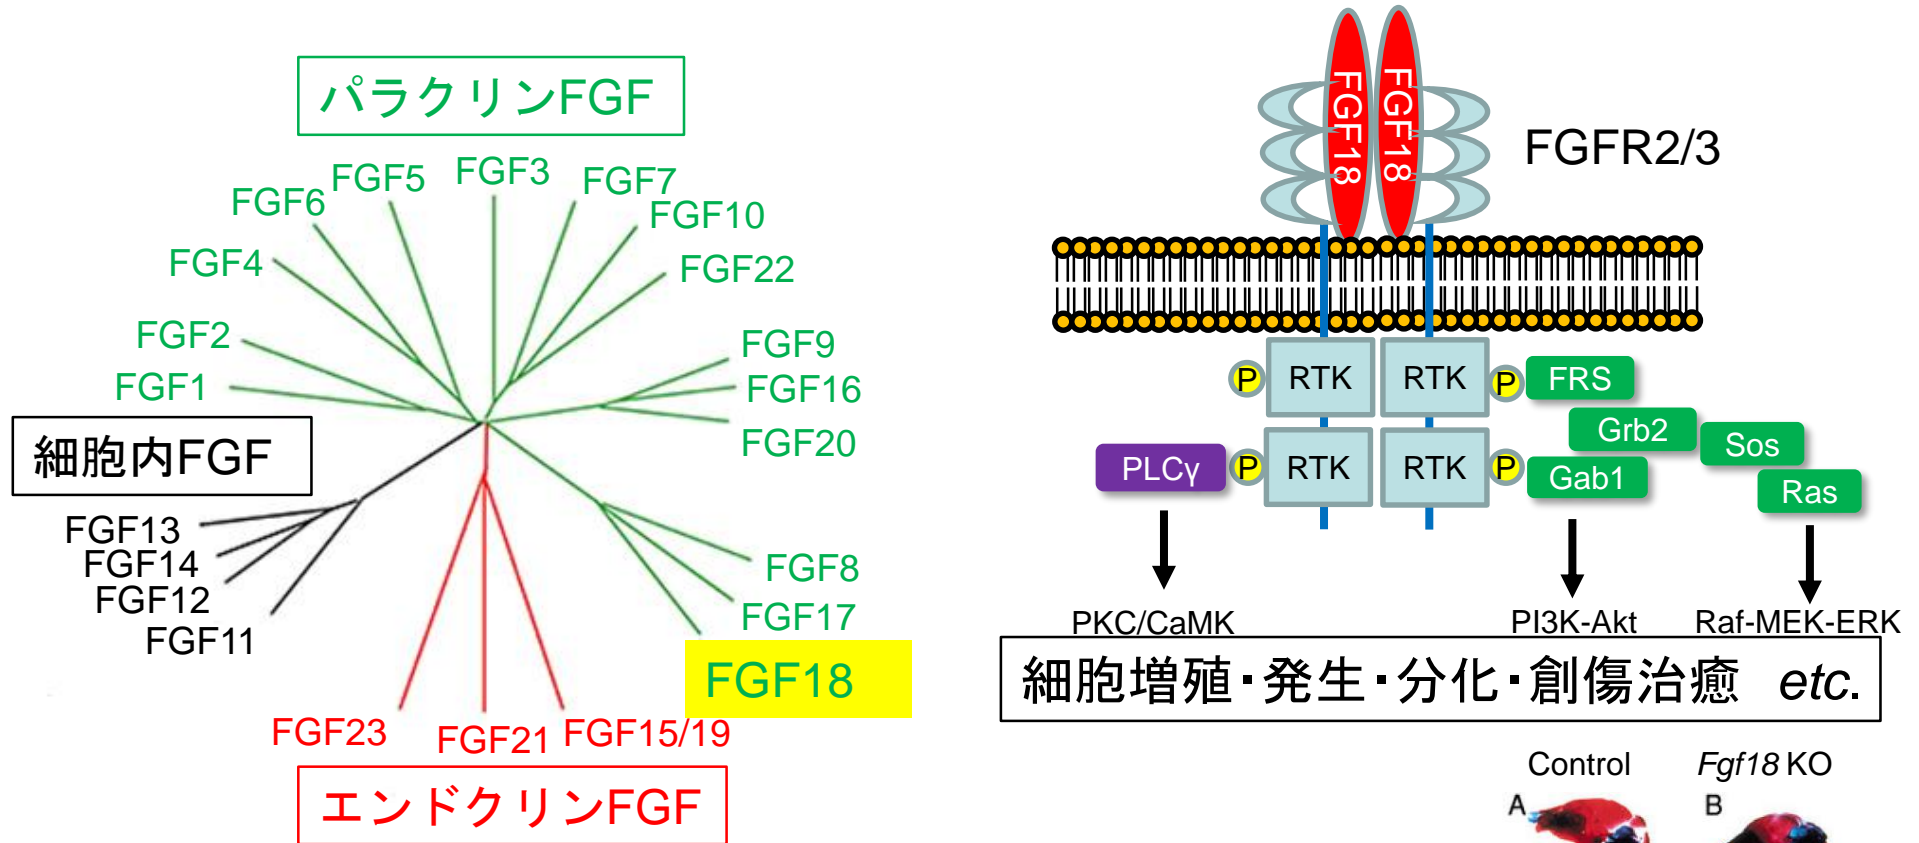 パラクリンFGF
FGF3
FGF5
FGF7
FGF6
FGF10
FGF4
FGF22
FGF2
FGF9
FGF1
FGF16
FGF20
細胞内FGF
FGF13
FGF14
FGF12
FGF11
FGF8
FGF17
FGF18
FGF23
FGF21
FGF15/19
エンドクリンFGF
FGF18
FGF18
FGFR2/3
P
RTK
RTK
P
FRS
Grb2
Sos
PLCγ
P
RTK
RTK
P
Gab1
Ras
PKC/CaMK
PI3K-Akt
Raf-MEK-ERK
細胞増殖・発生・分化・創傷治癒 etc.
Control
Fgf18 KO
A
B